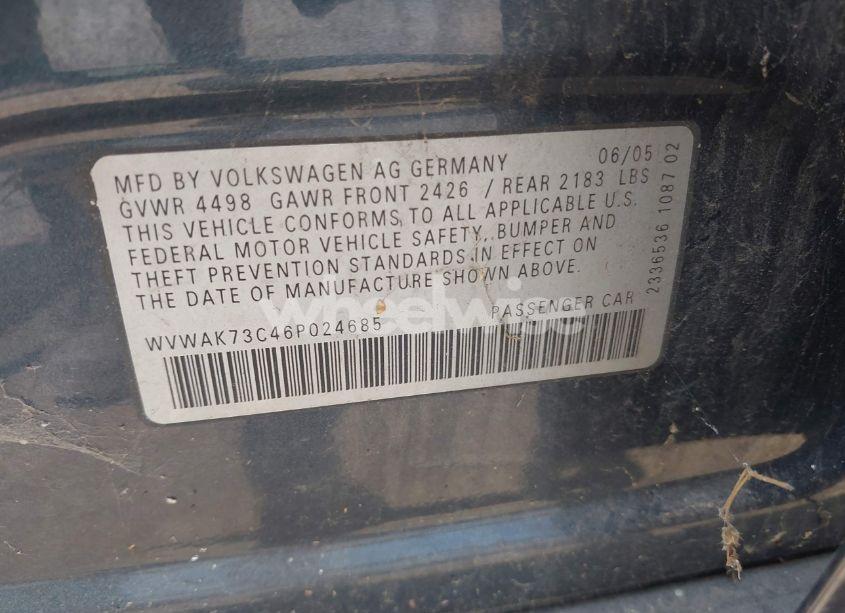 MFD BY VOLKSWAGEN AG GERMANY 06/05
GVWR 4498 GAWR FRONT 2426 / REAR 2183 LBS
THIS VEHICLE CONFORMS TO ALL APPLICABLE U.S.
FEDERAL MOTOR VEHICLE SAFETY, BUMPER AND
THEFT PREVENTION STANDARDS IN EFFECT ON
THE DATE OF MANUFACTURE SHOWN ABOVE.
WVWAK73C46P024685 PASSENGER CAR
2336536 1087 02
wheelwise